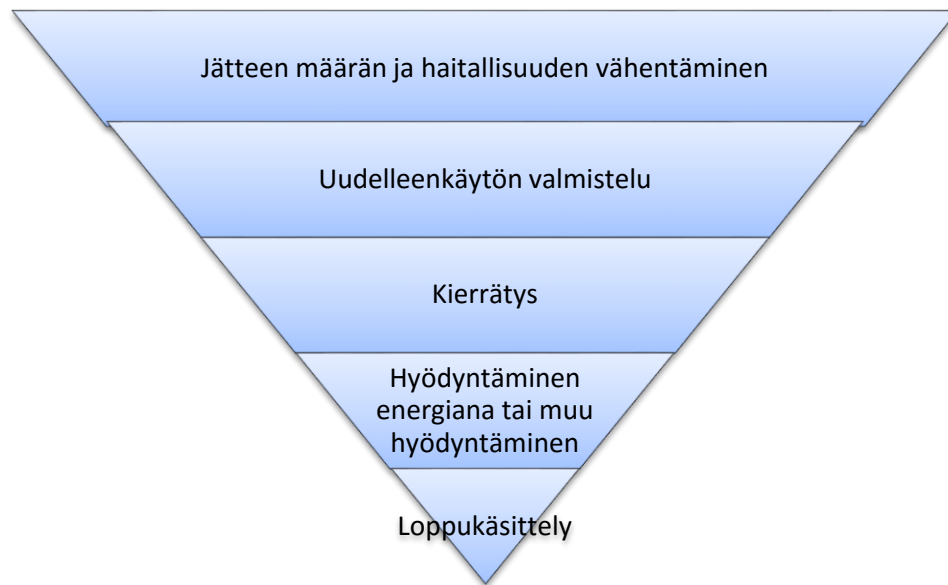 Jätteen määrän ja haitallisuuden vähentäminen
Uudelleenkäytön valmistelu
Kierrätys
Hyödyntäminen
energiana tai muu
hyödyntäminen
Loppukäsittely